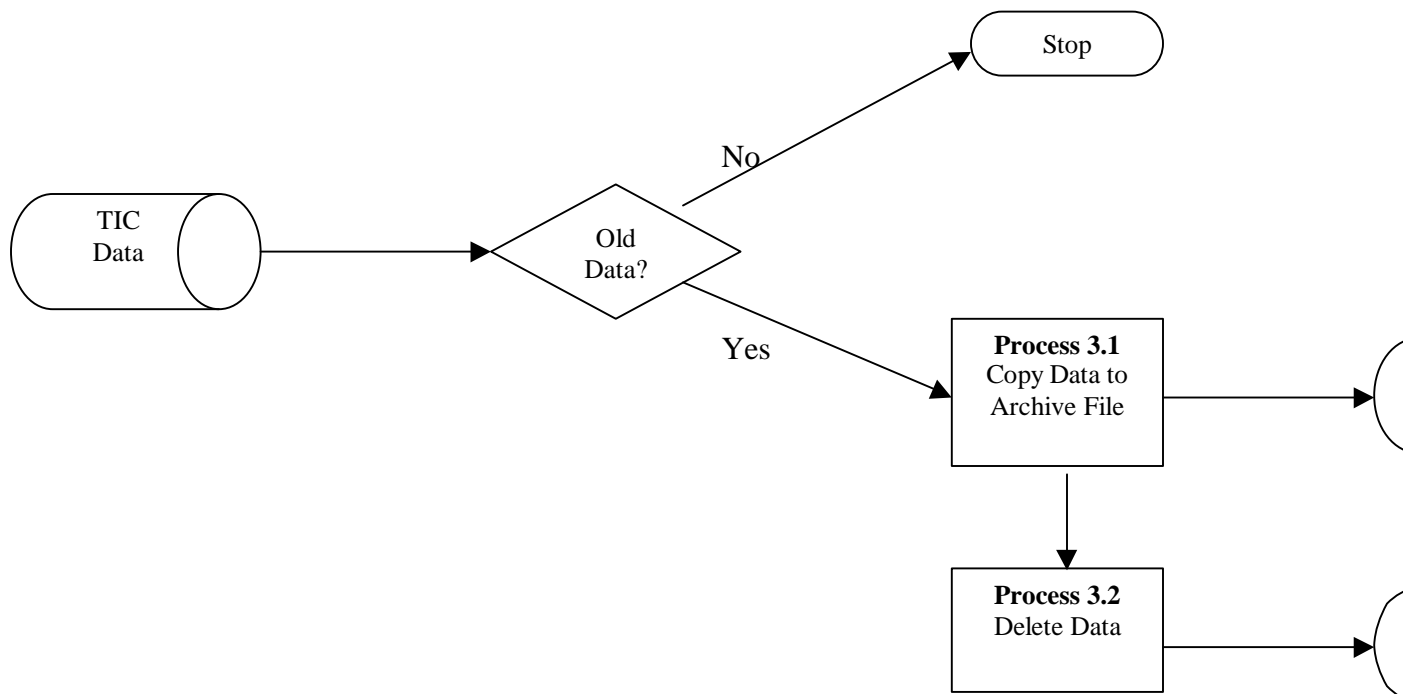 Stop
No
TIC
Data
Old
Data?
Yes
Process 3.1
Copy Data to
Archive File
Process 3.2
Delete Data